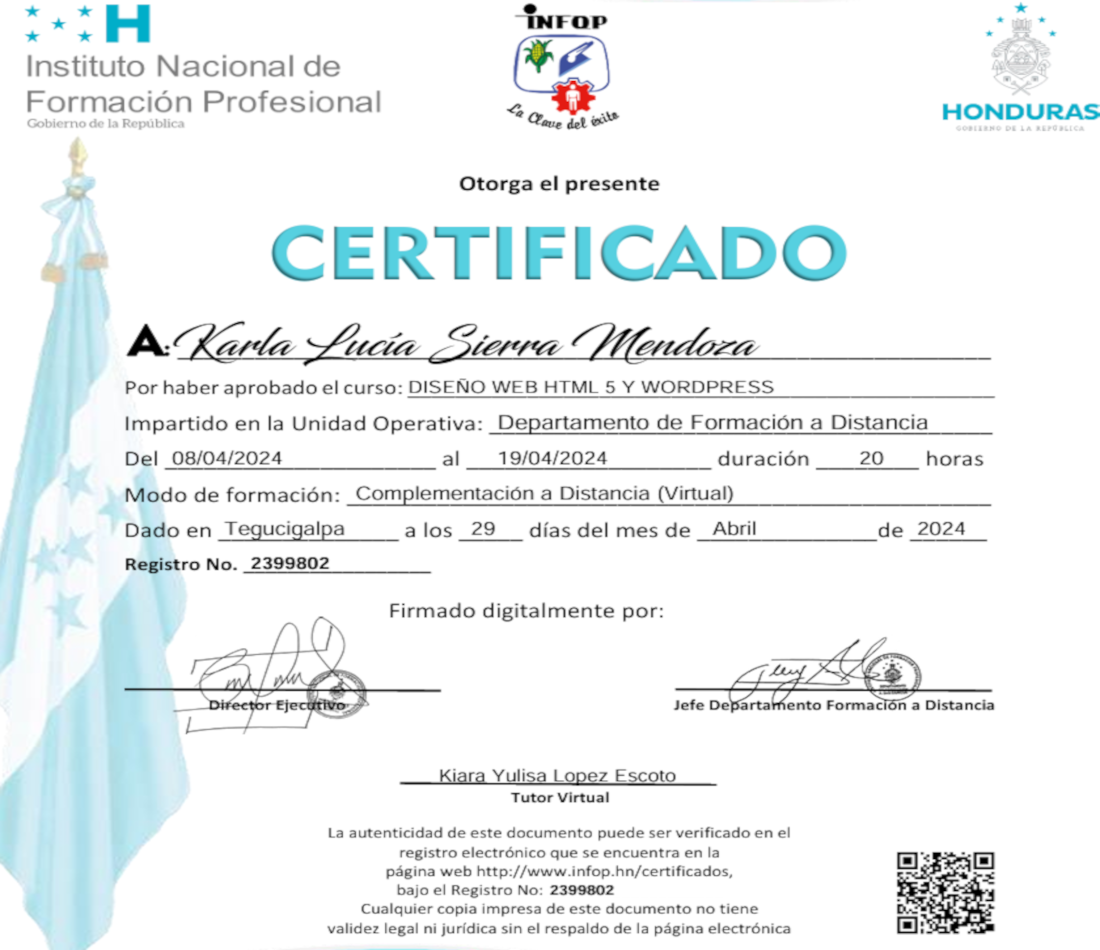 H
Instituto Nacional de
Formación Profesional
Gobierno de la República
INFOP
La Clave del éxito
HONDURAS
GOBIERNO DE LA REPÚBLICA
Otorga el presente
CERTIFICADO
A: Karla Lucía Sierra Mendoza
Por haber aprobado el curso: DISEÑO WEB HTML 5 Y WORDPRESS
Impartido en la Unidad Operativa: Departamento de Formación a Distancia
Del 08/04/2024 al 19/04/2024 duración 20 horas
Modo de formación: Complementación a Distancia (Virtual)
Dado en Tegucigalpa a los 29 días del mes de Abril de 2024
Registro No. 2399802
Firmado digitalmente por:
Director Ejecutivo
Jefe Departamento Formación a Distancia
Kiara Yulisa Lopez Escoto
Tutor Virtual
La autenticidad de este documento puede ser verificado en el
registro electrónico que se encuentra en la
página web http://www.infop.hn/certificados,
bajo el Registro No: 2399802
Cualquier copia impresa de este documento no tiene
validez legal ni jurídica sin el respaldo de la página electrónica